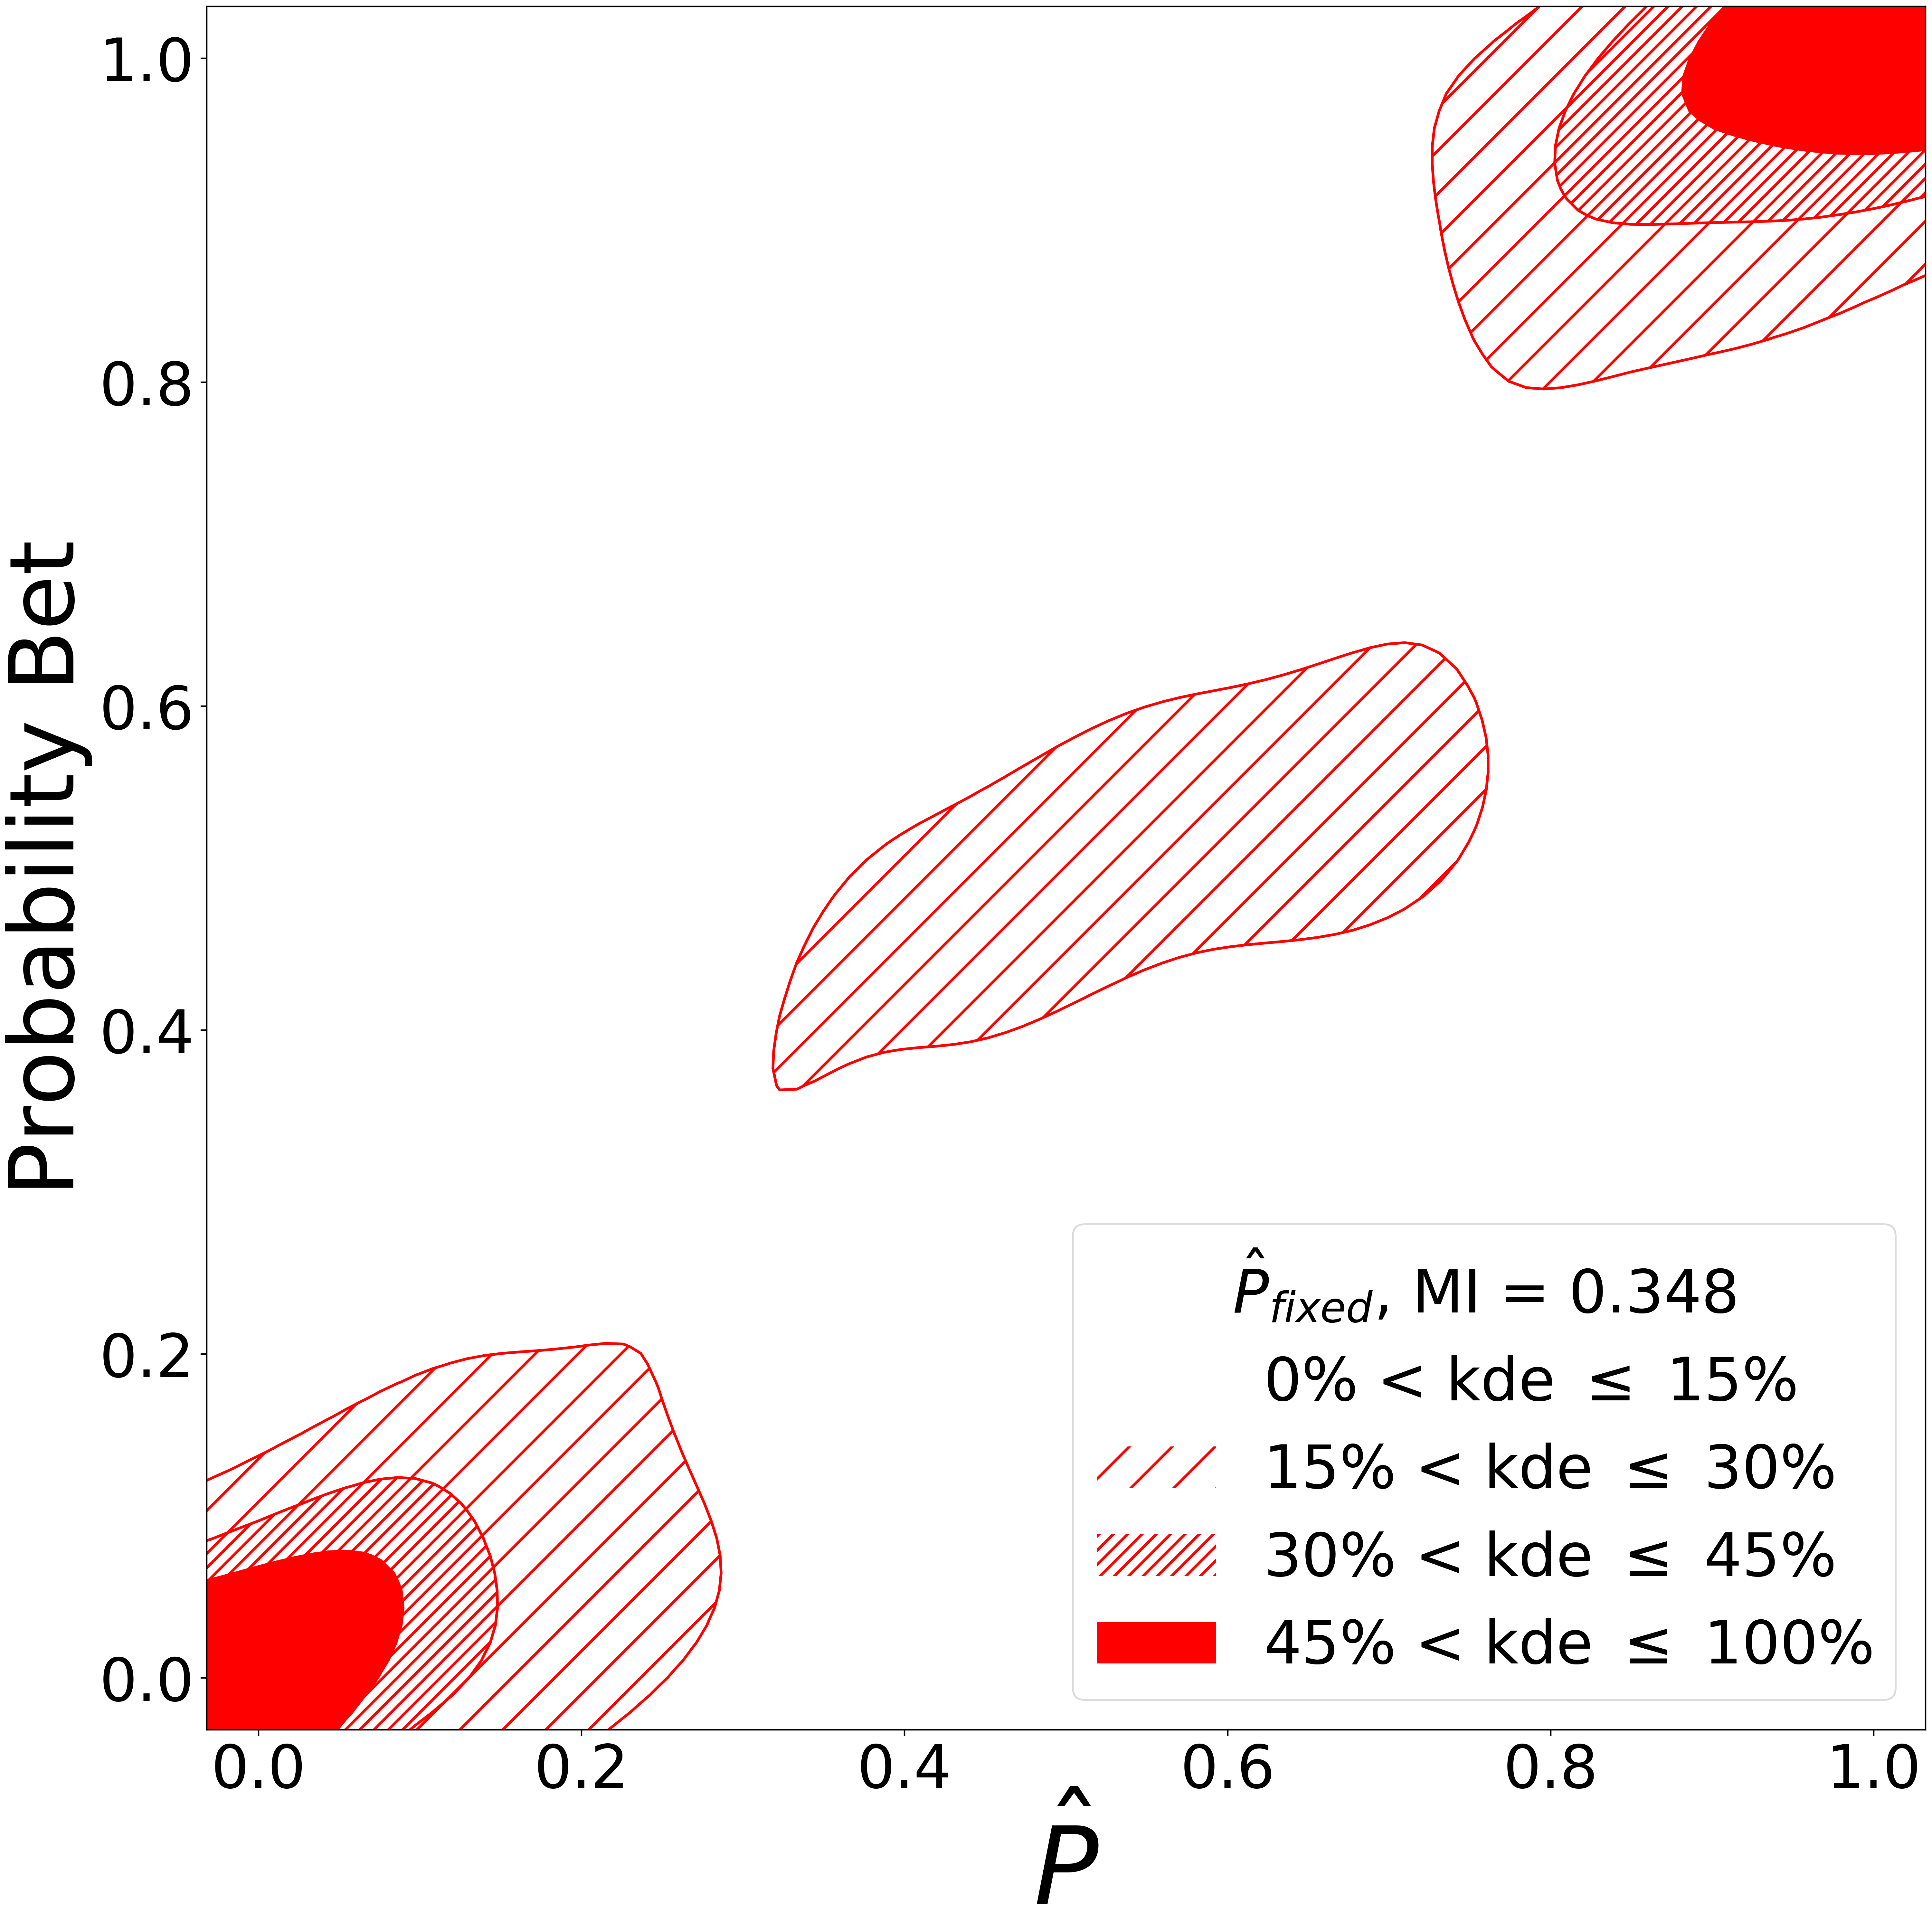 1.0
0.8
0.6
0.4
0.2
0.0
Probability Bet
P̂_fixed, MI = 0.348
0% < kde ≤ 15%
15% < kde ≤ 30%
30% < kde ≤ 45%
45% < kde ≤ 100%
0.0 0.2 0.4 0.6 0.8 1.0
P̂